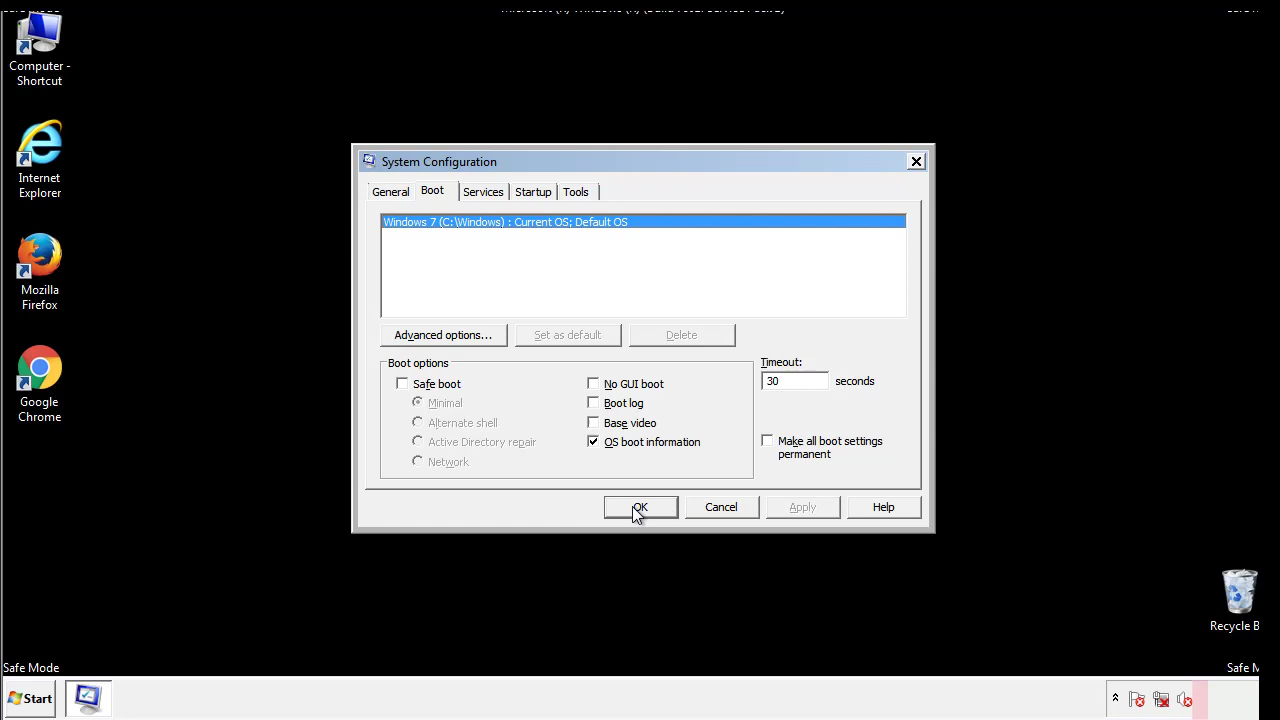 Computer -
Shortcut
Internet
Explorer
Mozilla
Firefox
Google
Chrome
System Configuration
General
Boot
Services
Startup
Tools
Windows 7 (C:\Windows) : Current OS; Default OS
Advanced options...
Set as default
Delete
Boot options
Safe boot
Minimal
Alternate shell
Active Directory repair
Network
No GUI boot
Boot log
Base video
OS boot information
Timeout:
30 seconds
Make all boot settings
permanent
OK
Cancel
Apply
Help
Recycle B
Safe Mode
Safe M
Start